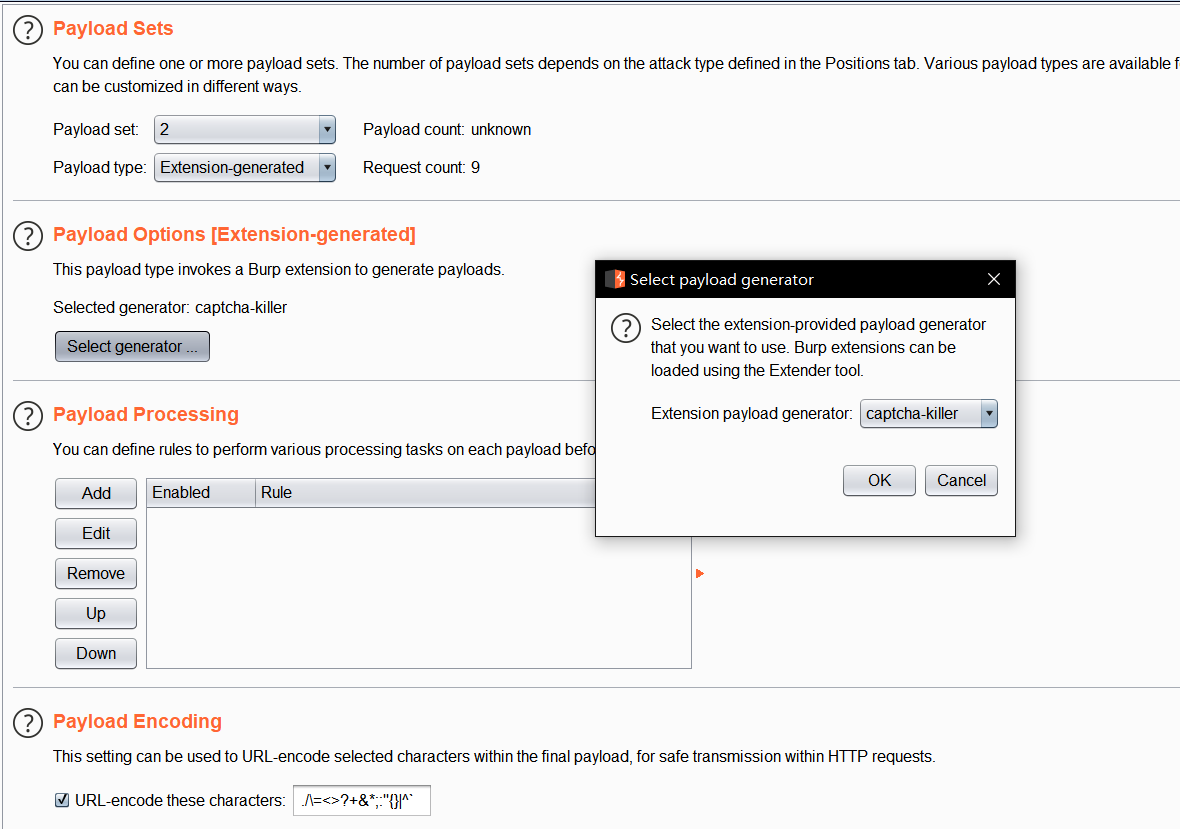 Payload Sets
You can define one or more payload sets. The number of payload sets depends on the attack type defined in the Positions tab. Various payload types are available f
can be customized in different ways.
Payload set: 2 Payload count: unknown
Payload type: Extension-generated Request count: 9
Payload Options [Extension-generated]
This payload type invokes a Burp extension to generate payloads.
Selected generator: captcha-killer
Select generator ...
Select payload generator
Select the extension-provided payload generator
that you want to use. Burp extensions can be
loaded using the Extender tool.
Extension payload generator: captcha-killer
OK Cancel
Payload Processing
You can define rules to perform various processing tasks on each payload befo
Add Enabled Rule
Edit
Remove
Up
Down
Payload Encoding
This setting can be used to URL-encode selected characters within the final payload, for safe transmission within HTTP requests.
URL-encode these characters: ./\=<>?+&*;:"{}|^`